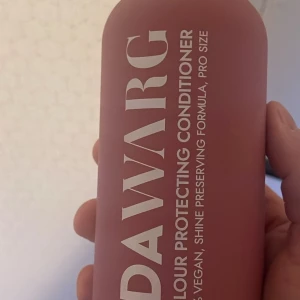 DAWARG
LOUR PROTECTING CONDITIONER
VEGAN, SHINE PRESERVING FORMULA, PRO SIZE